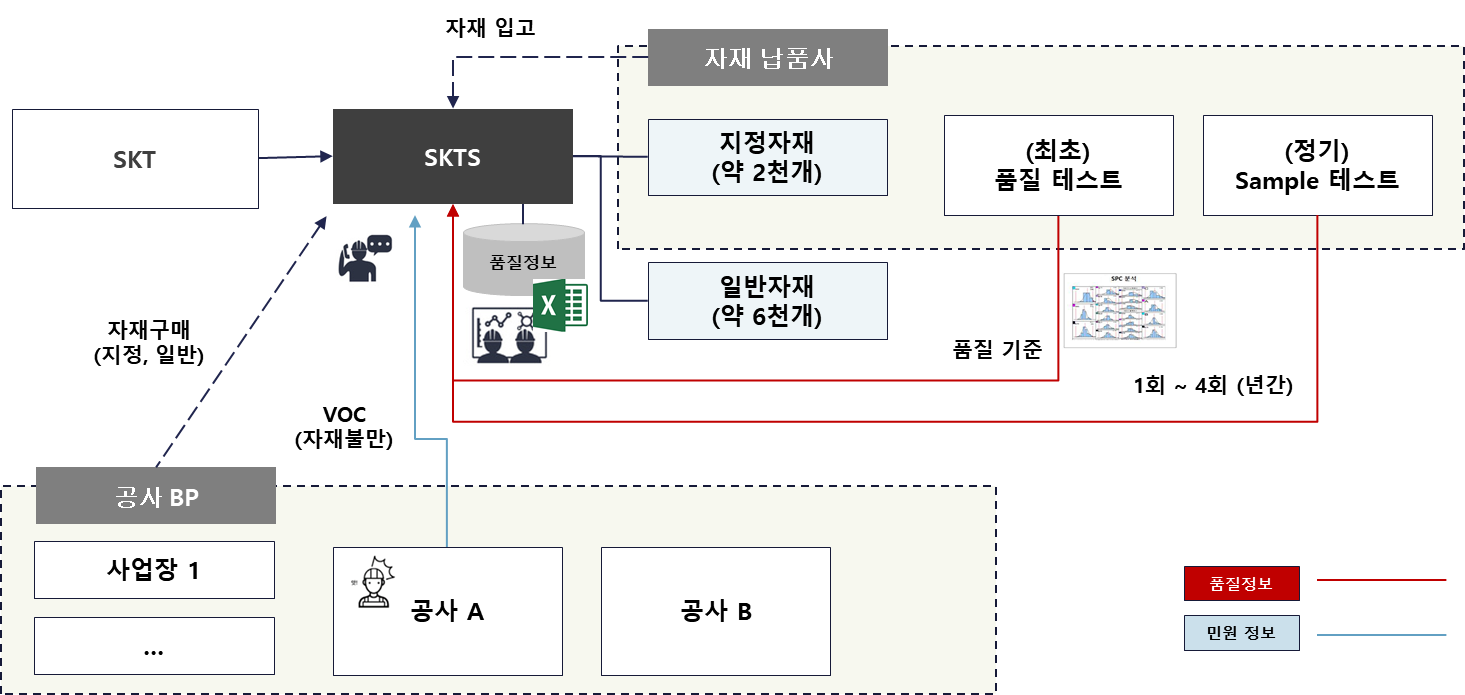 자재 입고
자재 납품사
SKT
SKTS
지정자재
(약 2천개)
(최초)
품질 테스트
(정기)
Sample 테스트
품질정보
X
일반자재
(약 6천개)
SPC 분석
품질 기준
1회 ~ 4회 (년간)
자재구매
(지정, 일반)
VOC
(자재불만)
공사 BP
사업장 1
...
공사 A
공사 B
품질정보
민원 정보